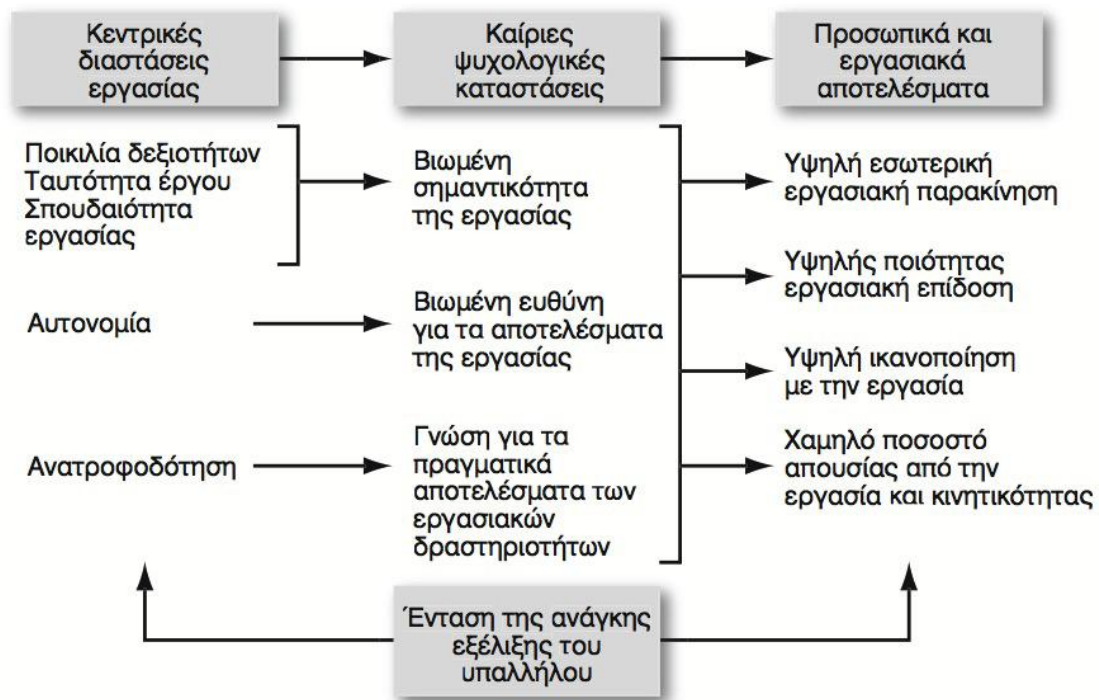 Κεντρικές
διαστάσεις
εργασίας
Καίριες
ψυχολογικές
καταστάσεις
Προσωπικά και
εργασιακά
αποτελέσματα
Ποικιλία δεξιοτήτων
Ταυτότητα έργου
Σπουδαιότητα
εργασίας
Βιωμένη
σημαντικότητα
της εργασίας
Υψηλή εσωτερική
εργασιακή παρακίνηση
Υψηλής ποιότητας
εργασιακή επίδοση
Αυτονομία
Βιωμένη ευθύνη
για τα αποτελέσματα
της εργασίας
Υψηλή ικανοποίηση
με την εργασία
Ανατροφοδότηση
Γνώση για τα
πραγματικά
αποτελέσματα των
εργασιακών
δραστηριοτήτων
Χαμηλό ποσοστό
απουσίας από την
εργασία και κινητικότητας
Ένταση της ανάγκης
εξέλιξης του
υπαλλήλου